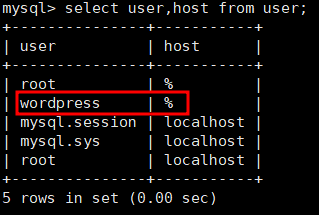 mysql> select user,host from user;
+---------------+-----------+
| user          | host      |
+---------------+-----------+
| root          | %         |
| wordpress     | %         |
| mysql.session | localhost |
| mysql.sys     | localhost |
| root          | localhost |
+---------------+-----------+
5 rows in set (0.00 sec)